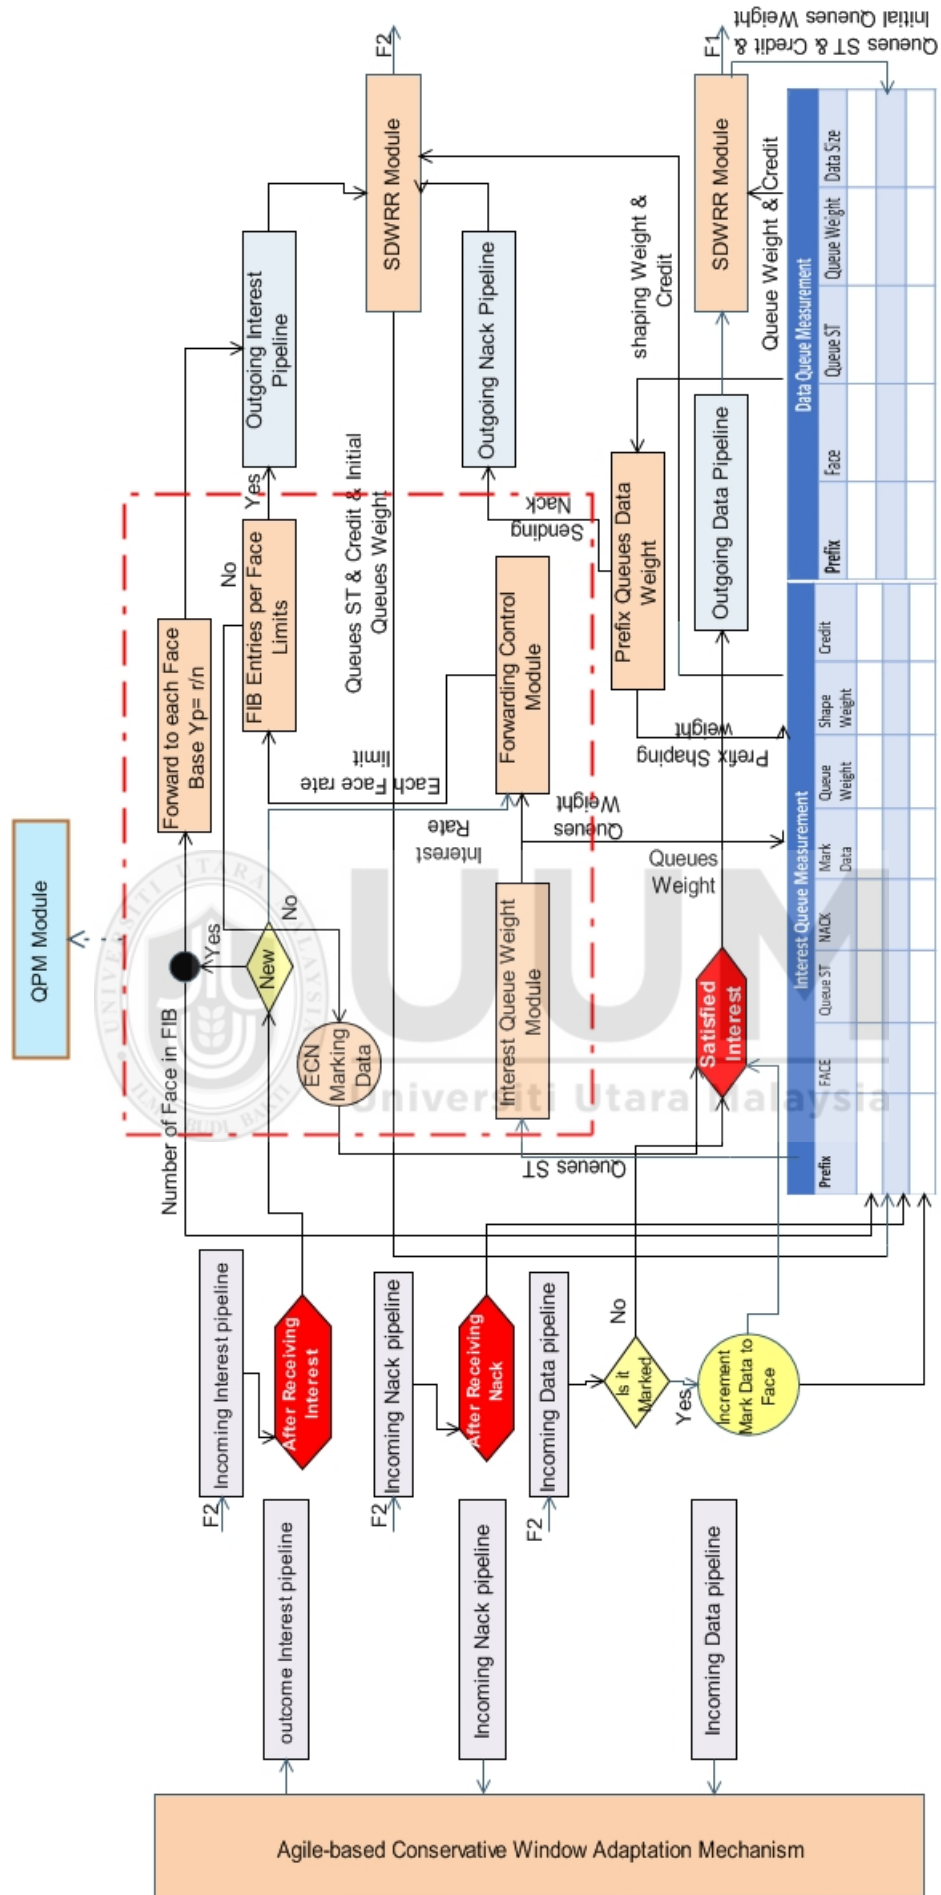 QPM Module
Number of Face in FIB
Forward to each Face
Base Yp= r/n
Yes
New
No
No
FIB Entries per Face
Limits
Yes
Outgoing Interest
Pipeline
F2
SDWRR Module
ECN
Marking
Data
Interest
Rate
Each Face rate
limit
Queues ST & Credit & Initial
Queues Weight
Interest Queue Weight
Module
Queues
Weight
Forwarding Control
Module
Sending
Nack
Outgoing Nack Pipeline
Queues ST
Prefix Queues Data
Weight
shaping Weight &
Credit
Prefix Shaping
weight
Queues
Weight
Satisfied
Interest
Outgoing Data Pipeline
SDWRR Module
F1
Queue Weight & Credit
Queues ST & Credit &
Initial Queues Weight
F2
Incoming Interest pipeline
After Receiving
Interest
F2
Incoming Nack pipeline
After Receiving
Nack
F2
Incoming Data pipeline
Is it
Marked
No
Yes
Increment
Mark Data to
Face
outcome Interest pipeline
Incoming Nack pipeline
Incoming Data pipeline
Agile-based Conservative Window Adaptation Mechanism
Interest Queue Measurement
Prefix
FACE
Queue ST
NACK
Mark
Data
Queue
Weight
Shape
Weight
Credit
Data Queue Measurement
Prefix
Face
Queue ST
Queue Weight
Data Size
UUM
Universiti Utara Malaysia
UNIVERSITI UTARA MALAYSIA
ILMU BUDI BAKTI